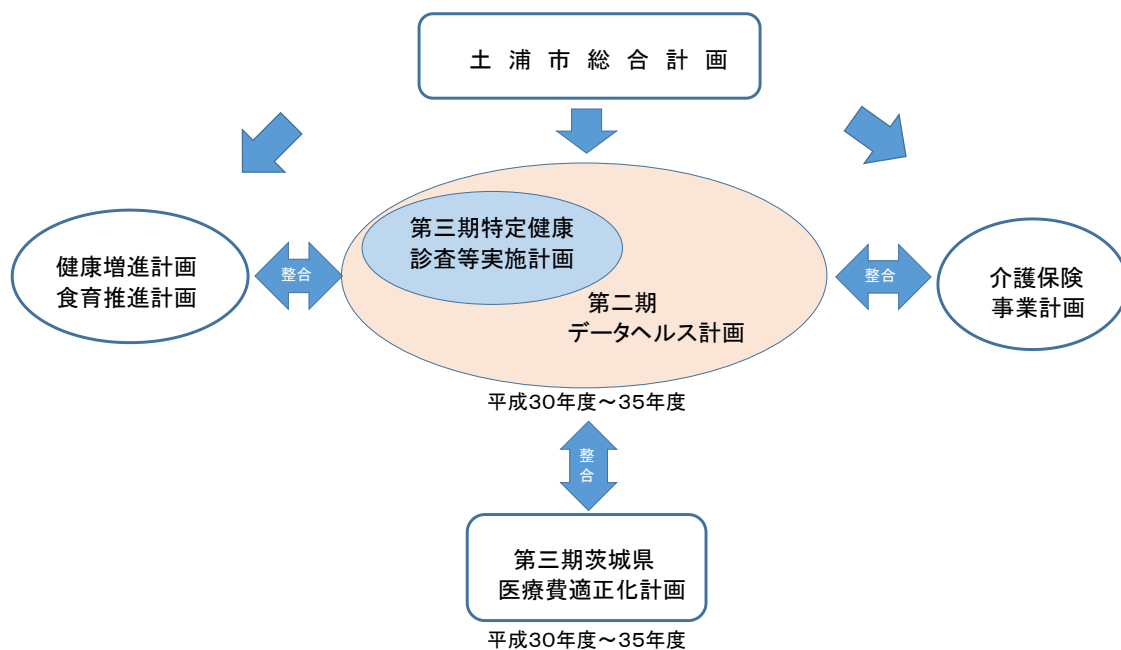 土浦市総合計画
第三期特定健康
診査等実施計画
健康増進計画
食育推進計画
整合
整合
介護保険
事業計画
第二期
データヘルス計画
平成30年度~35年度
整
合
第三期茨城県
医療費適正化計画
平成30年度~35年度